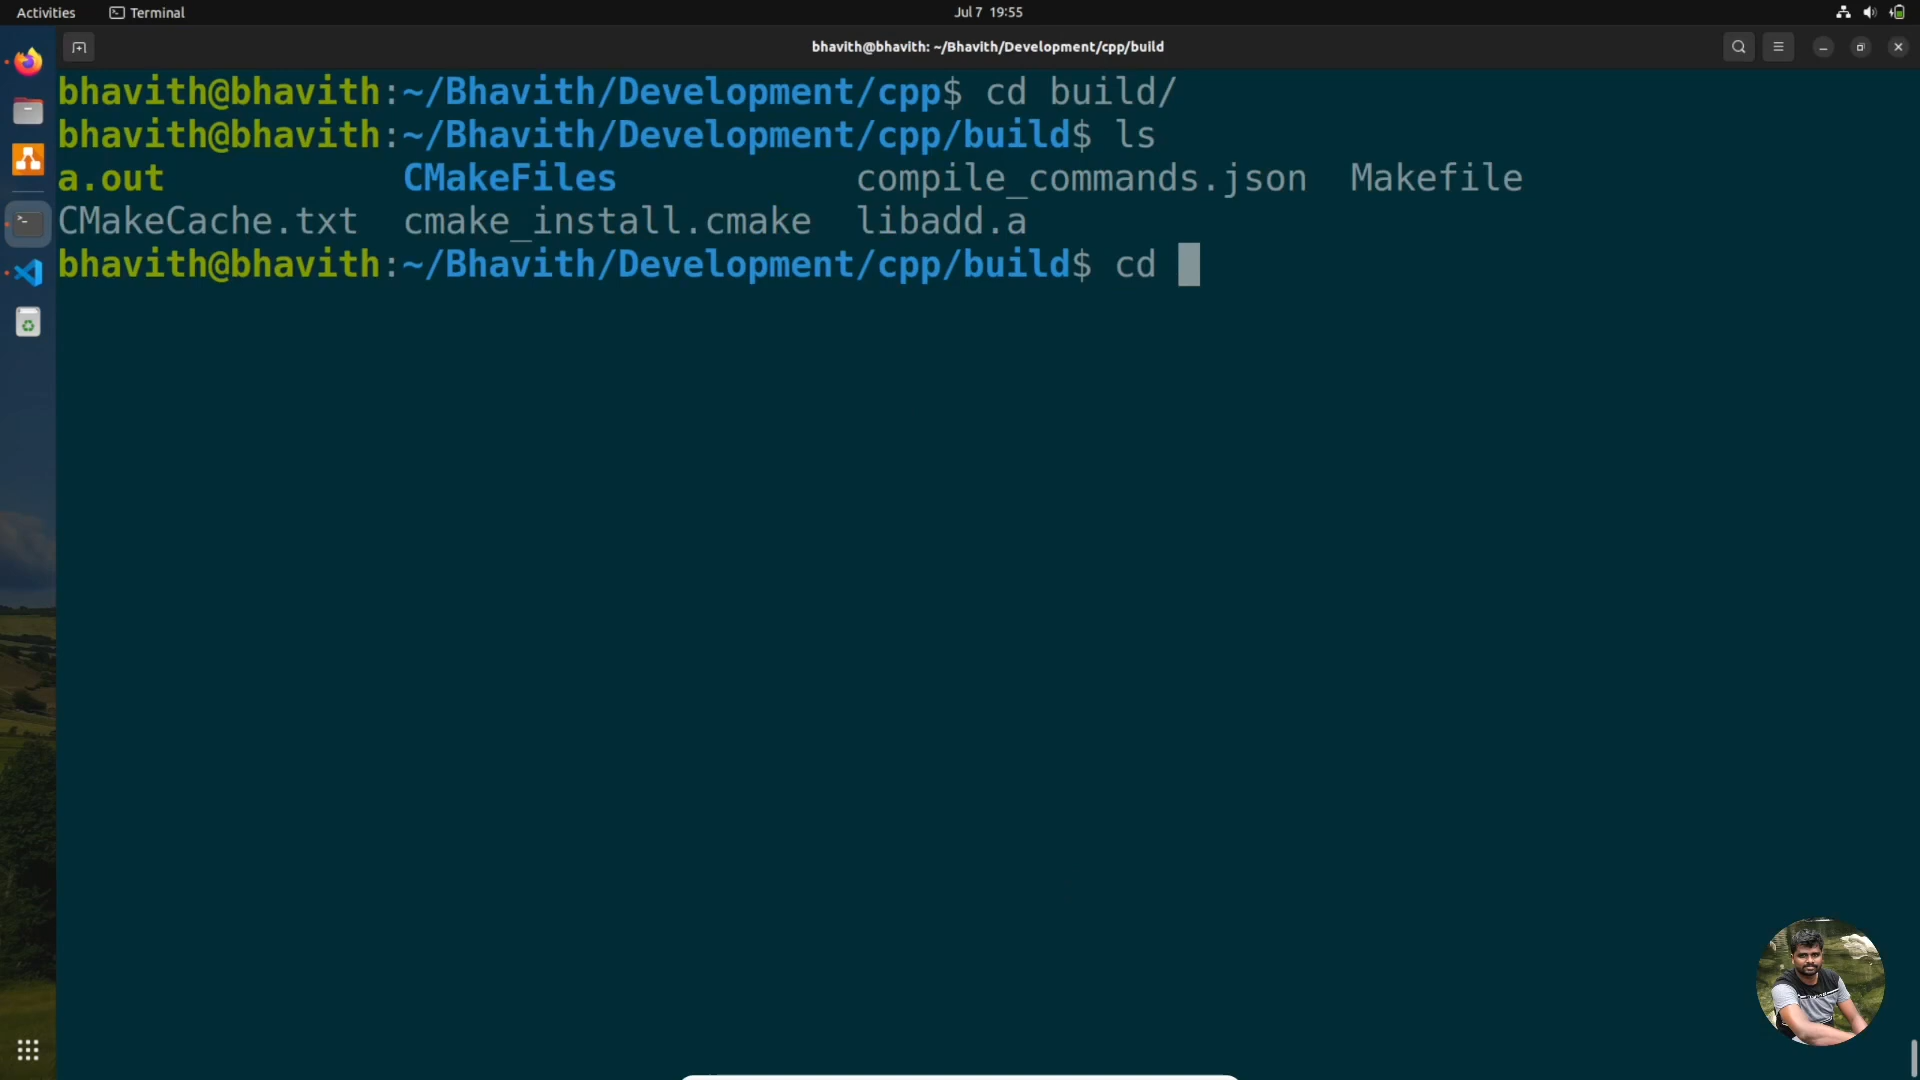 Activities Terminal Jul 7 19:55
bhavith@bhavith: ~/Bhavith/Development/cpp/build
bhavith@bhavith:~/Bhavith/Development/cpp$ cd build/
bhavith@bhavith:~/Bhavith/Development/cpp/build$ ls
a.out CMakeFiles compile_commands.json Makefile
CMakeCache.txt cmake_install.cmake libadd.a
bhavith@bhavith:~/Bhavith/Development/cpp/build$ cd